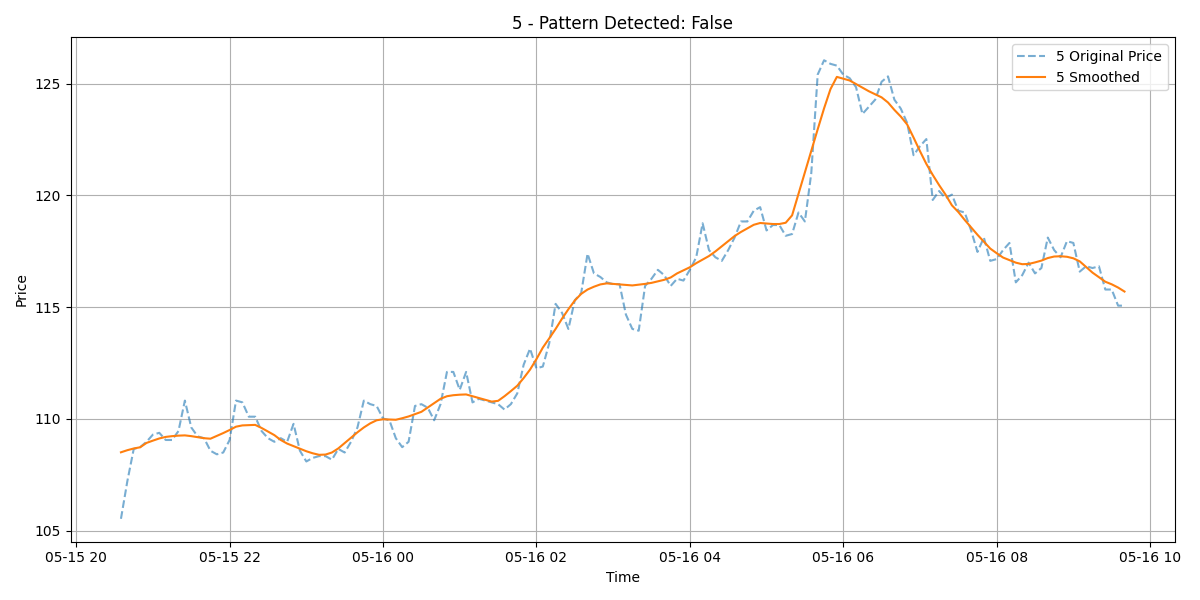 5 - Pattern Detected: False
5 Original Price
5 Smoothed
Price
125
120
115
110
105
05-15 20
05-15 22
05-16 00
05-16 02
05-16 04
05-16 06
05-16 08
05-16 10
Time